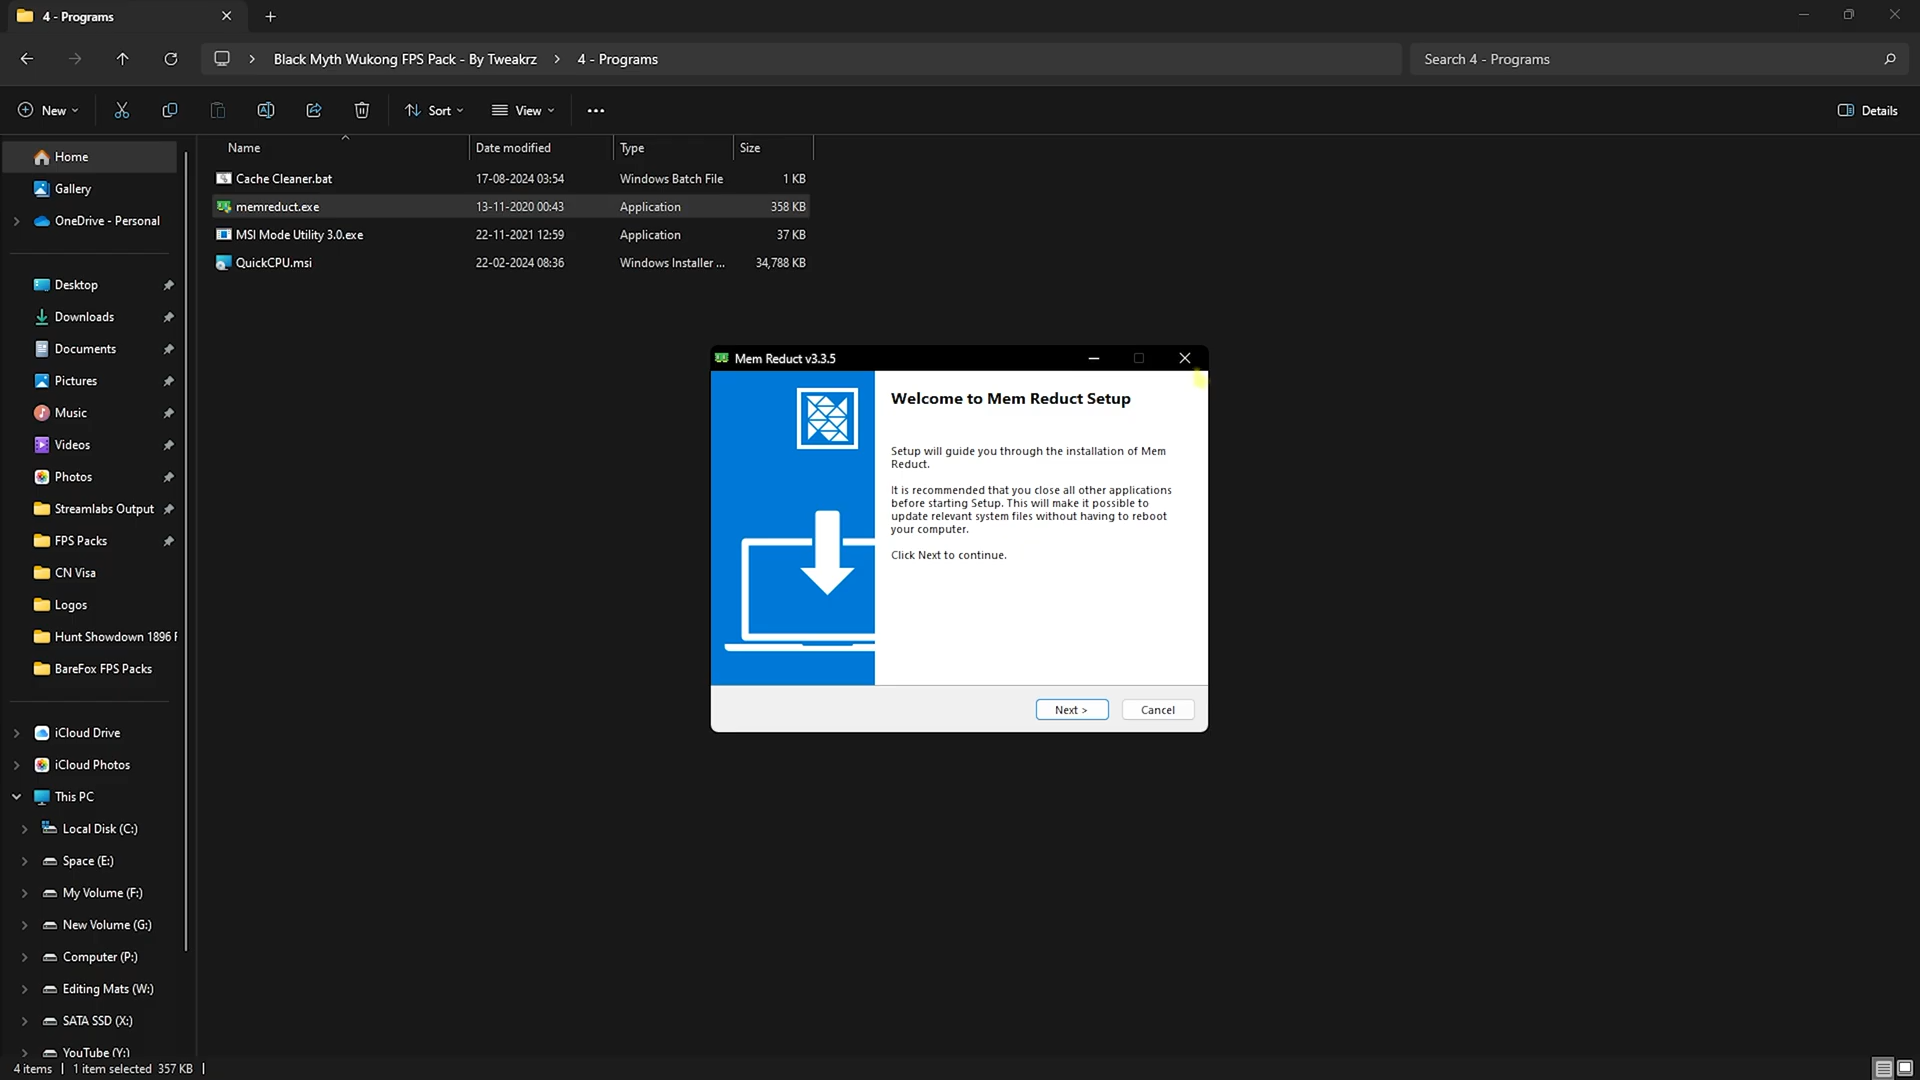 4 - Programs
Black Myth Wukong FPS Pack - By Tweakrz
4 - Programs
Search 4 - Programs
New
Sort
View
Details
Name
Date modified
Type
Size
Cache Cleaner.bat
17-08-2024 03:54
Windows Batch File
1 KB
memreduct.exe
13-11-2020 00:43
Application
358 KB
MSI Mode Utility 3.0.exe
22-11-2021 12:59
Application
37 KB
QuickCPU.msi
22-02-2024 08:36
Windows Installer ...
34,788 KB
Home
Gallery
OneDrive - Personal
Desktop
Downloads
Documents
Pictures
Music
Videos
Photos
Streamlabs Output
FPS Packs
CN Visa
Logos
Hunt Showdown 1896
BareFox FPS Packs
iCloud Drive
iCloud Photos
This PC
Local Disk (C:)
Space (E:)
My Volume (F:)
New Volume (G:)
Computer (P:)
Editing Mats (W:)
SATA SSD (X:)
YouTube (Y:)
Mem Reduct v3.3.5
Welcome to Mem Reduct Setup
Setup will guide you through the installation of Mem
Reduct.
It is recommended that you close all other applications
before starting Setup. This will make it possible to
update relevant system files without having to reboot
your computer.
Click Next to continue.
Next >
Cancel
4 items
1 item selected 357 KB